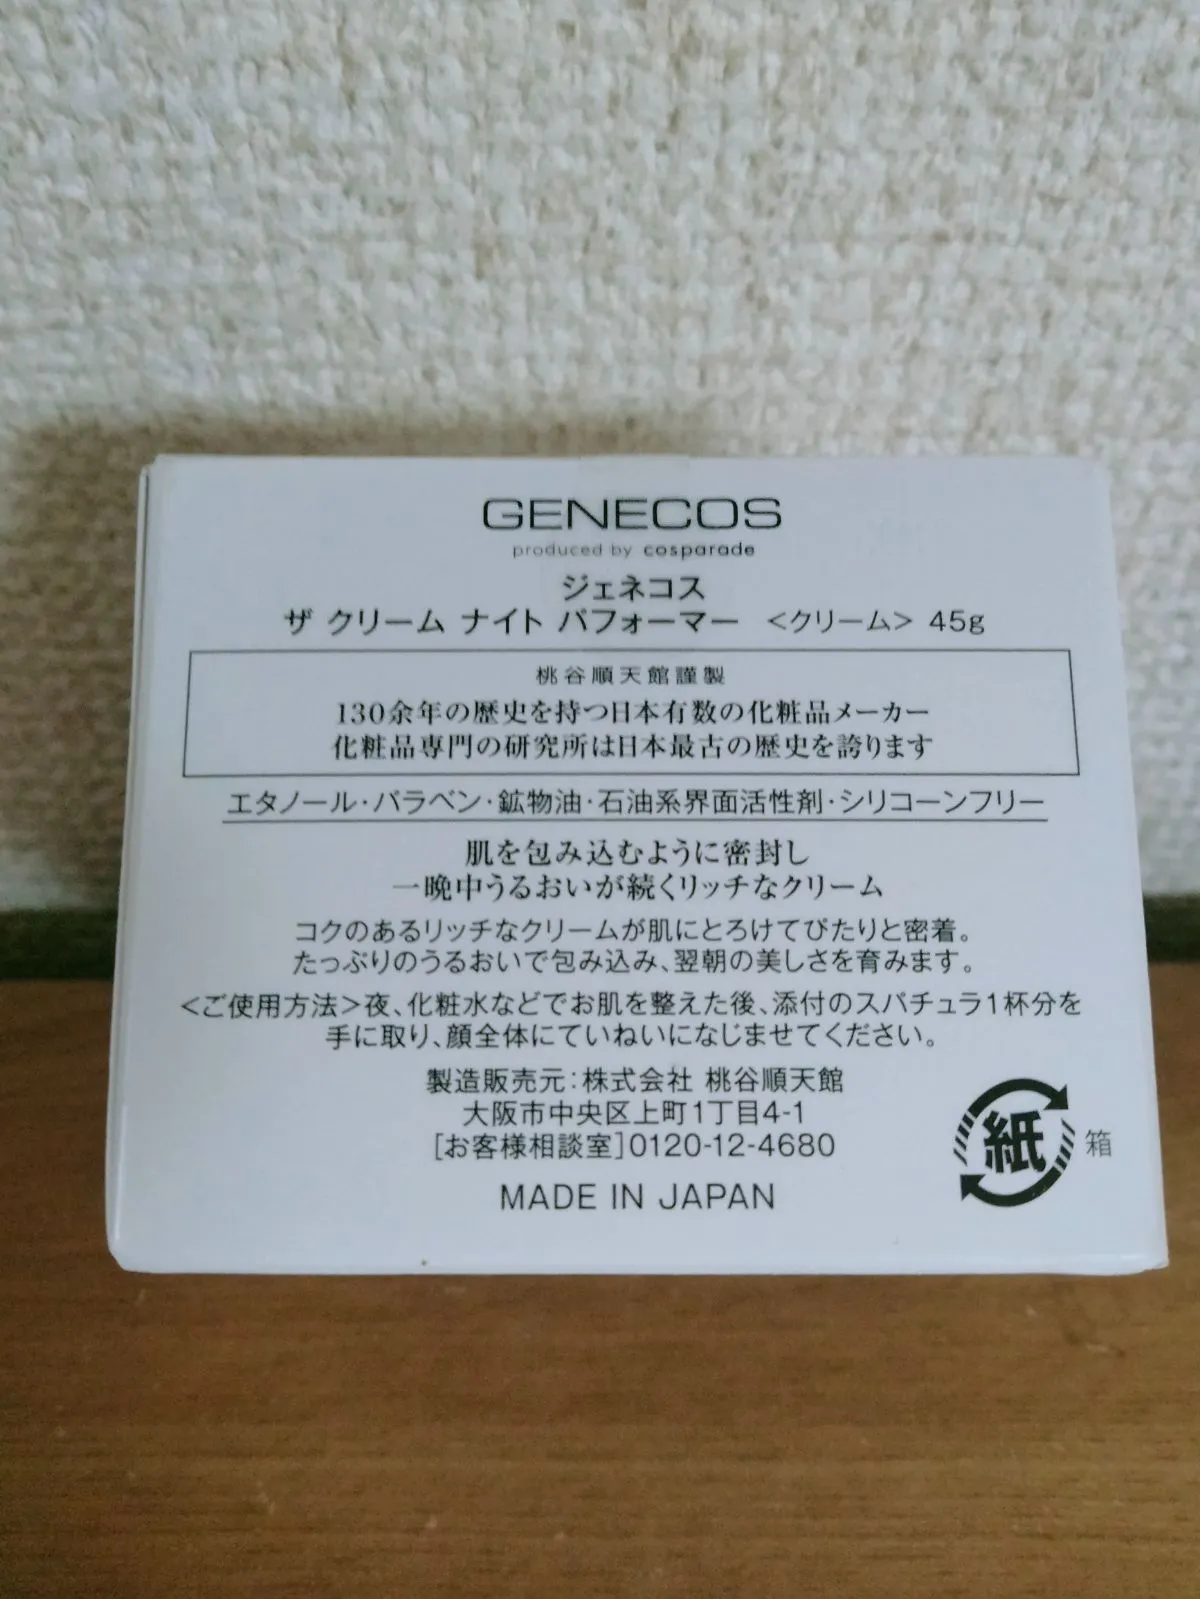 GENECOS
produced by cosparade
ジェネコス
ザ クリーム ナイト パフォーマー <クリーム> 45g
桃谷順天館謹製
130余年の歴史を持つ日本有数の化粧品メーカー
化粧品専門の研究所は日本最古の歴史を誇ります
エタノール・パラベン・鉱物油・石油系界面活性剤・シリコーンフリー
肌を包み込むように密封し
一晩中うるおいが続くリッチなクリーム
コクのあるリッチなクリームが肌にとろけてぴたりと密着。
たっぷりのうるおいで包み込み、翌朝の美しさを育みます。
<ご使用方法>夜、化粧水などでお肌を整えた後、添付のスパチュラ1杯分を
手に取り、顔全体にていねいになじませてください。
製造販売元:株式会社 桃谷順天館
大阪市中央区上町1丁目4-1
[お客様相談室]0120-12-4680
MADE IN JAPAN
紙 箱